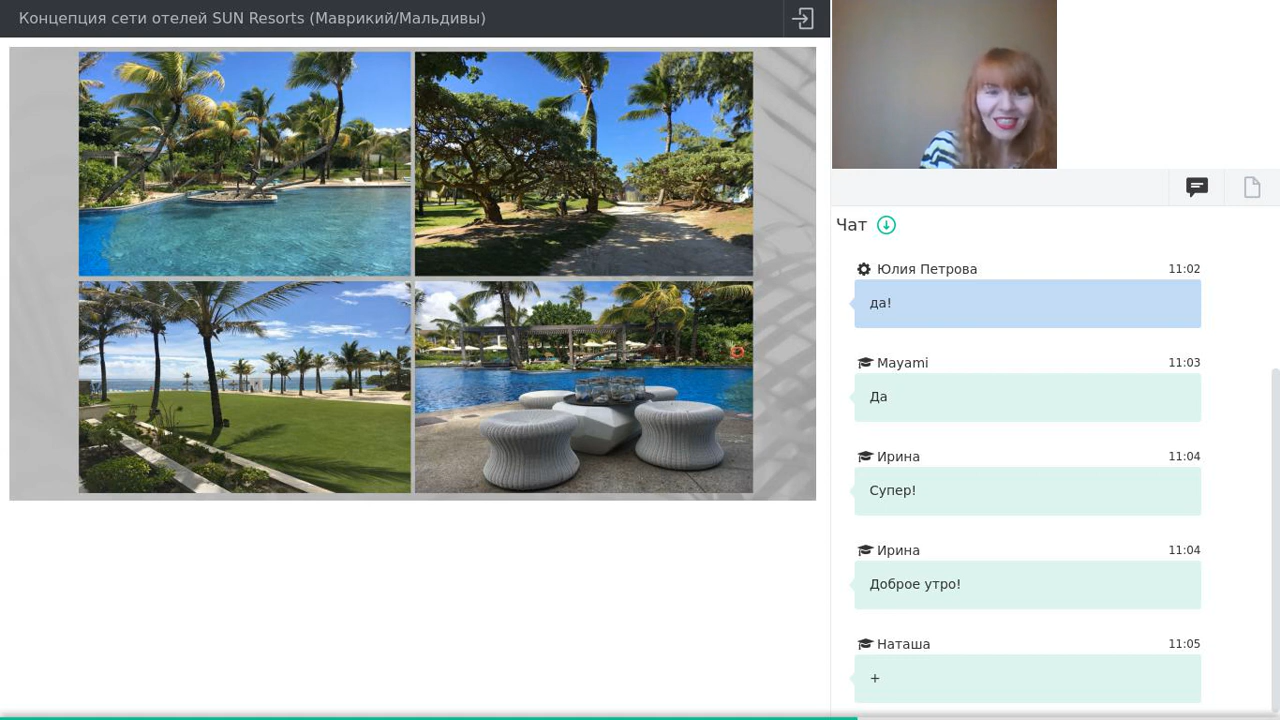 Концепция сети отелей SUN Resorts (Маврикий/Мальдивы)
Чат
Юлия Петрова 11:02
да!
Mayami 11:03
Да
Ирина 11:04
Супер!
Ирина 11:04
Доброе утро!
Наташа 11:05
+